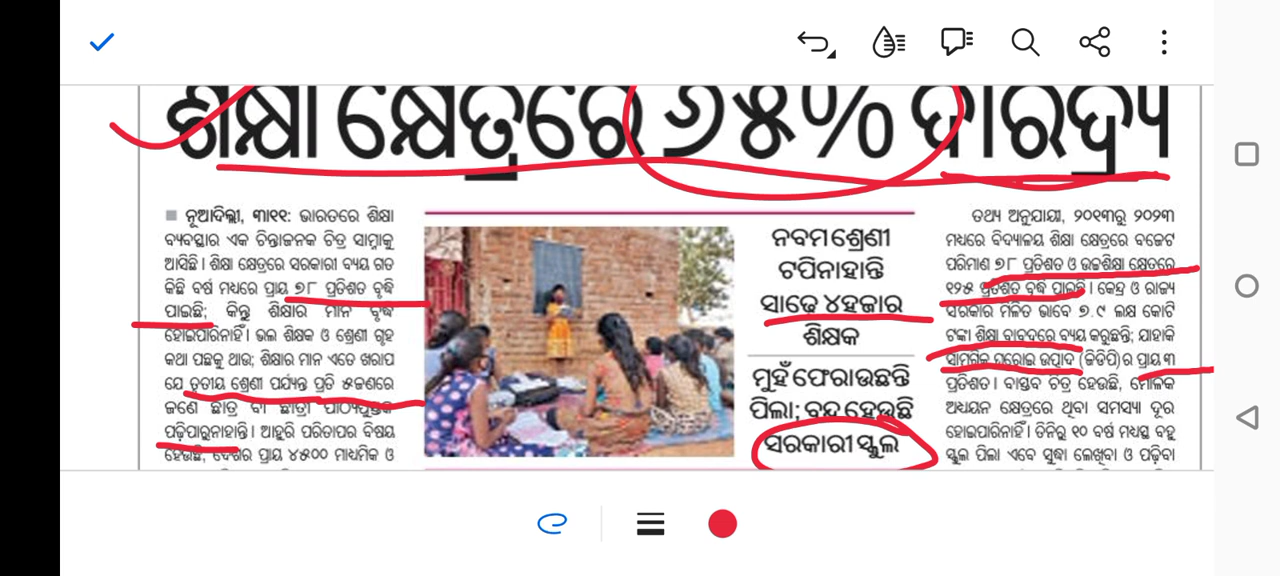 ଶିକ୍ଷା କ୍ଷେତ୍ରରେ ୬୫% ଦାରିଦ୍ର୍ୟ
ନୂଆଦିଲ୍ଲୀ, ୩।୧୧: ଭାରତରେ ଶିକ୍ଷା
ବ୍ୟବସ୍ଥାର ଏକ ଚିନ୍ତାଜନକ ଚିତ୍ର ସାମ୍ନାକୁ
ଆସିଛି । ଶିକ୍ଷା କ୍ଷେତ୍ରରେ ସରକାରୀ ବ୍ୟୟ ଗତ
କିଛି ବର୍ଷ ମଧ୍ୟରେ ପ୍ରାୟ ୭୮ ପ୍ରତିଶତ ବୃଦ୍ଧି
ପାଇଛି; କିନ୍ତୁ ଶିକ୍ଷାର ମାନ ବୃଦ୍ଧି
ହୋଇପାରିନାହିଁ । ଭଲ ଶିକ୍ଷକ ଓ ଶ୍ରେଣୀ ଗୃହ
କଥା ପଛକୁ ଥାଉ; ଶିକ୍ଷାର ମାନ ଏତେ ଖରାପ
ଯେ ତୃତୀୟ ଶ୍ରେଣୀ ପର୍ଯ୍ୟନ୍ତ ପ୍ରତି ୫ଜଣରେ
ଜଣେ ଛାତ୍ର ବା ଛାତ୍ରୀ ପାଠ୍ୟପୁସ୍ତକ
ପଢ଼ିପାରୁନାହାନ୍ତି । ଆହୁରି ପରିତାପର ବିଷୟ
ହେଉଛି, ଦେଶର ପ୍ରାୟ ୪୫୦୦ ମାଧ୍ୟମିକ ଓ
ନବମ ଶ୍ରେଣୀ
ଟପିନାହାନ୍ତି
ସାଢ଼େ ୪ହଜାର
ଶିକ୍ଷକ
ମୁହଁ ଫେରାଉଛନ୍ତି
ପିଲା; ବନ୍ଦ ହେଉଛି
ସରକାରୀ ସ୍କୁଲ
ତଥ୍ୟ ଅନୁଯାୟୀ, ୨୦୧୩ରୁ ୨୦୨୩
ମଧ୍ୟରେ ବିଦ୍ୟାଳୟ ଶିକ୍ଷା କ୍ଷେତ୍ରରେ ବଜେଟ
ପରିମାଣ ୭୮ ପ୍ରତିଶତ ଓ ଉଚ୍ଚଶିକ୍ଷା କ୍ଷେତ୍ରରେ
୧୨୫ ପ୍ରତିଶତ ବୃଦ୍ଧି ପାଇଛି । କେନ୍ଦ୍ର ଓ ରାଜ୍ୟ
ସରକାର ମିଳିତ ଭାବେ ୭.୯ ଲକ୍ଷ କୋଟି
ଟଙ୍କା ଶିକ୍ଷା ବାବଦରେ ବ୍ୟୟ କରୁଛନ୍ତି; ଯାହାକି
ସାମଗ୍ରିକ ଘରୋଇ ଉତ୍ପାଦ (ଜିଡିପି)ର ପ୍ରାୟ ୩
ପ୍ରତିଶତ । ବାସ୍ତବ ଚିତ୍ର ହେଉଛି, ମୌଳିକ
ଅଧ୍ୟୟନ କ୍ଷେତ୍ରରେ ଥିବା ସମସ୍ୟା ଦୂର
ହୋଇପାରିନାହିଁ । ତିନିରୁ ୧୦ ବର୍ଷ ମଧ୍ୟସ୍ଥ ବହୁ
ସ୍କୁଲ ପିଲା ଏବେ ସୁଦ୍ଧା ଲେଖିବା ଓ ପଢ଼ିବା